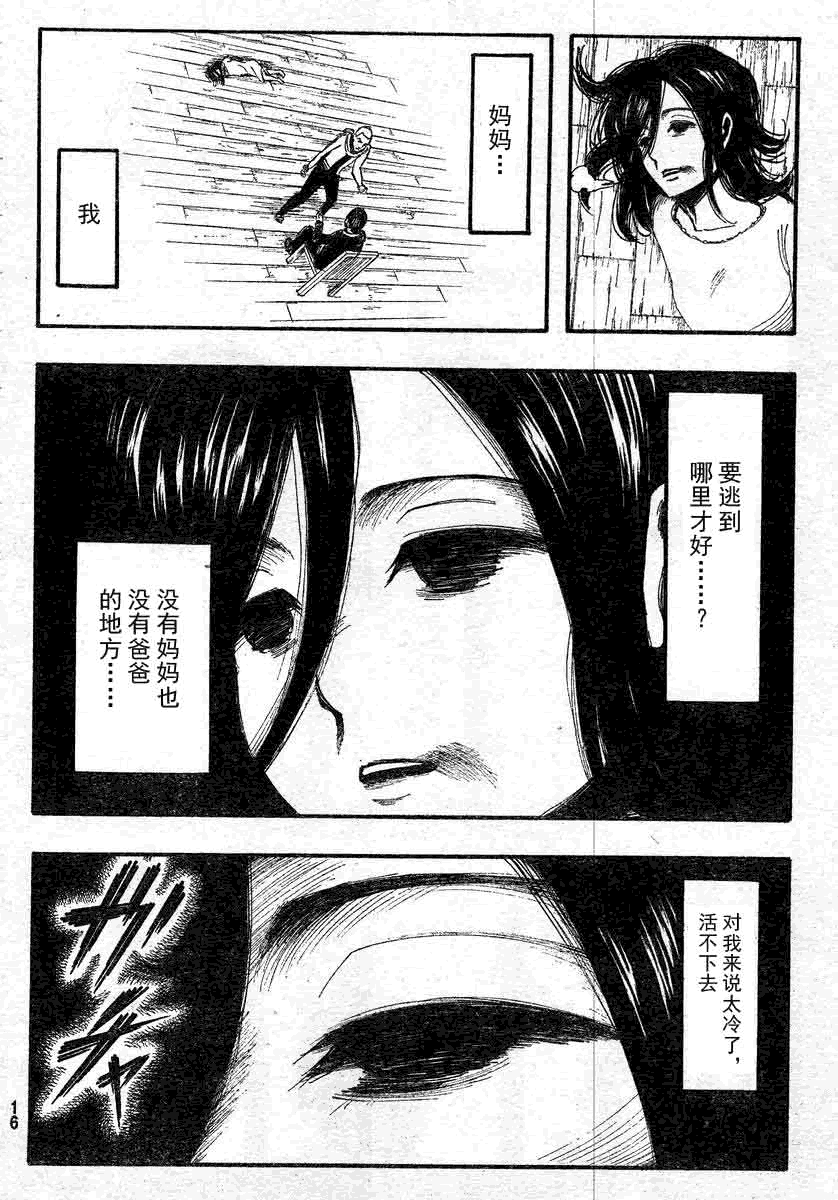 妈妈…
我
要逃到
哪里才好……?
没有妈妈也
没有爸爸
的地方……
对我来说太冷了,
活不下去
ガチャ
16